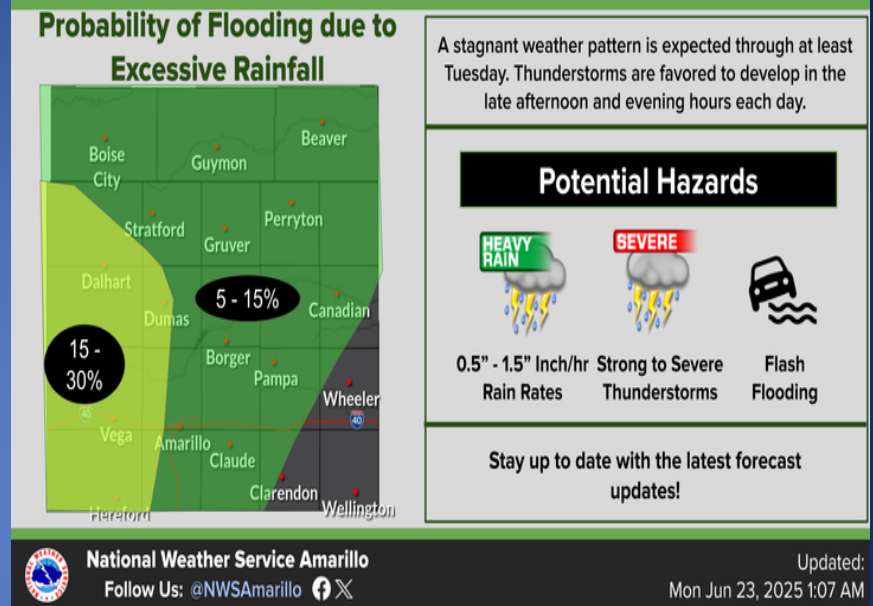 Probability of Flooding due to
Excessive Rainfall
Boise
City
Guymon
Beaver
Stratford
Gruver
Perryton
Dalhart
Dumas
5 - 15%
Canadian
15 -
30%
Borger
Pampa
Wheeler
40
40
Vega
Amarillo
Claude
Clarendon
Hereford
Wellington
A stagnant weather pattern is expected through at least
Tuesday. Thunderstorms are favored to develop in the
late afternoon and evening hours each day.
Potential Hazards
HEAVY
RAIN
SEVERE
0.5” - 1.5” Inch/hr
Rain Rates
Strong to Severe
Thunderstorms
Flash
Flooding
Stay up to date with the latest forecast
updates!
NATIONAL WEATHER SERVICE
National Weather Service Amarillo
Follow Us: @NWSAmarillo
Updated:
Mon Jun 23, 2025 1:07 AM